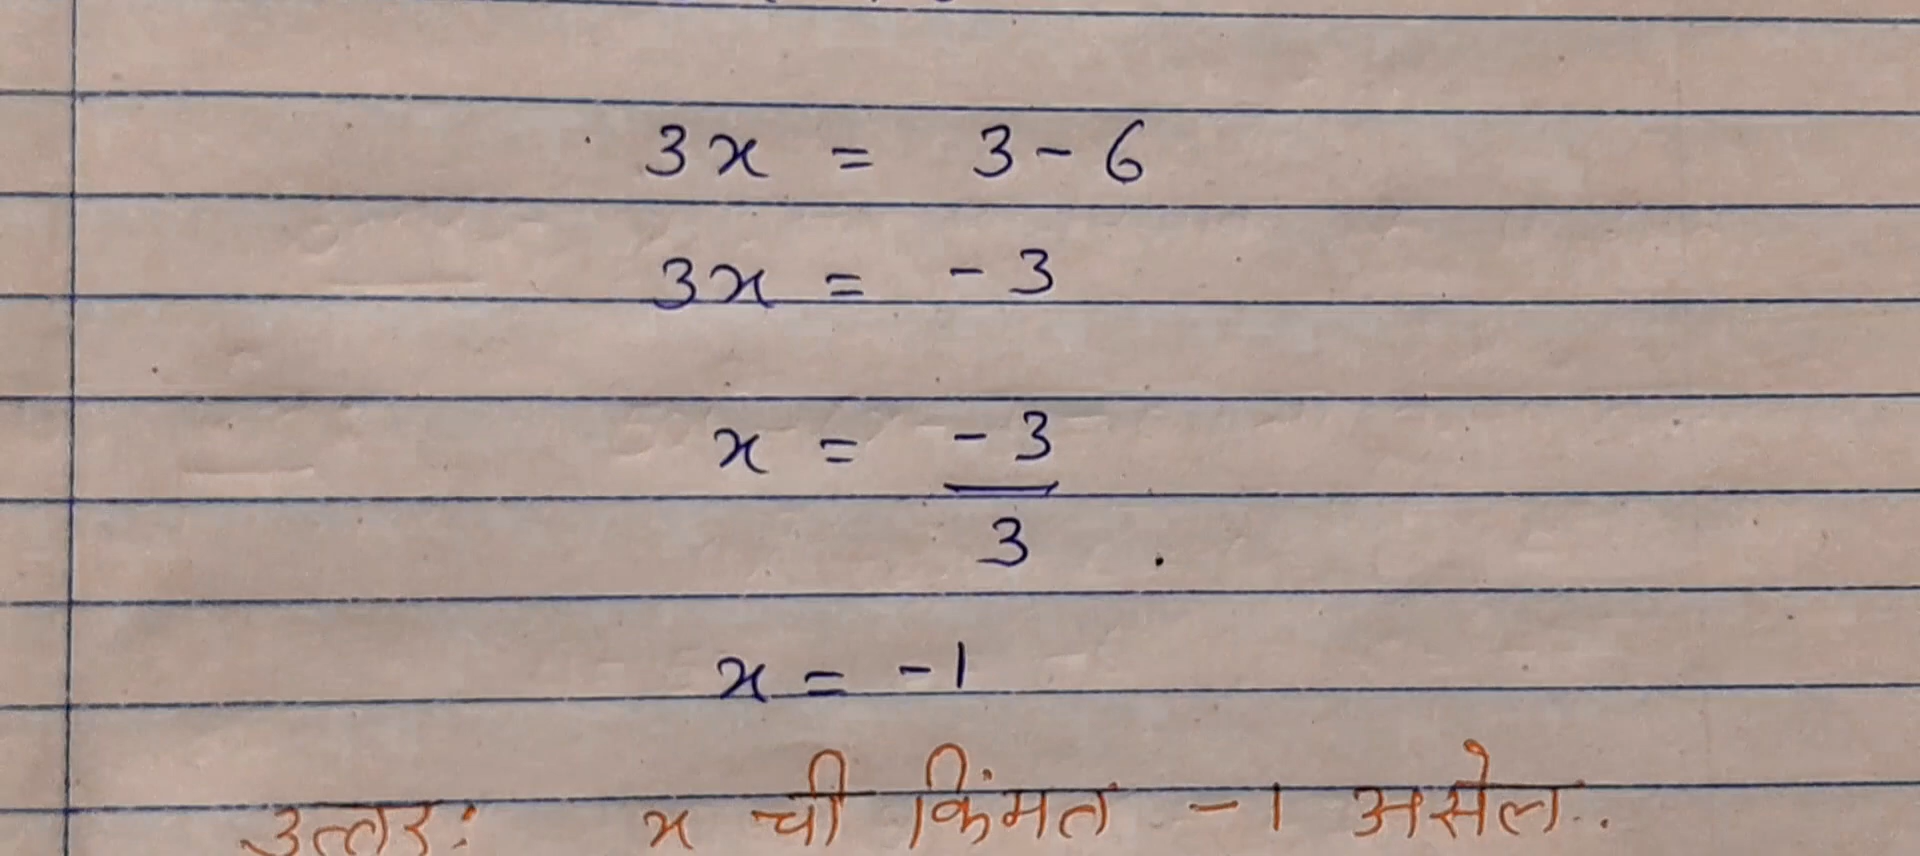 3x = 3 - 6
3x = - 3
x = - 3
3
x = - 1
उत्तर: x ची किंमत - 1 असेल.